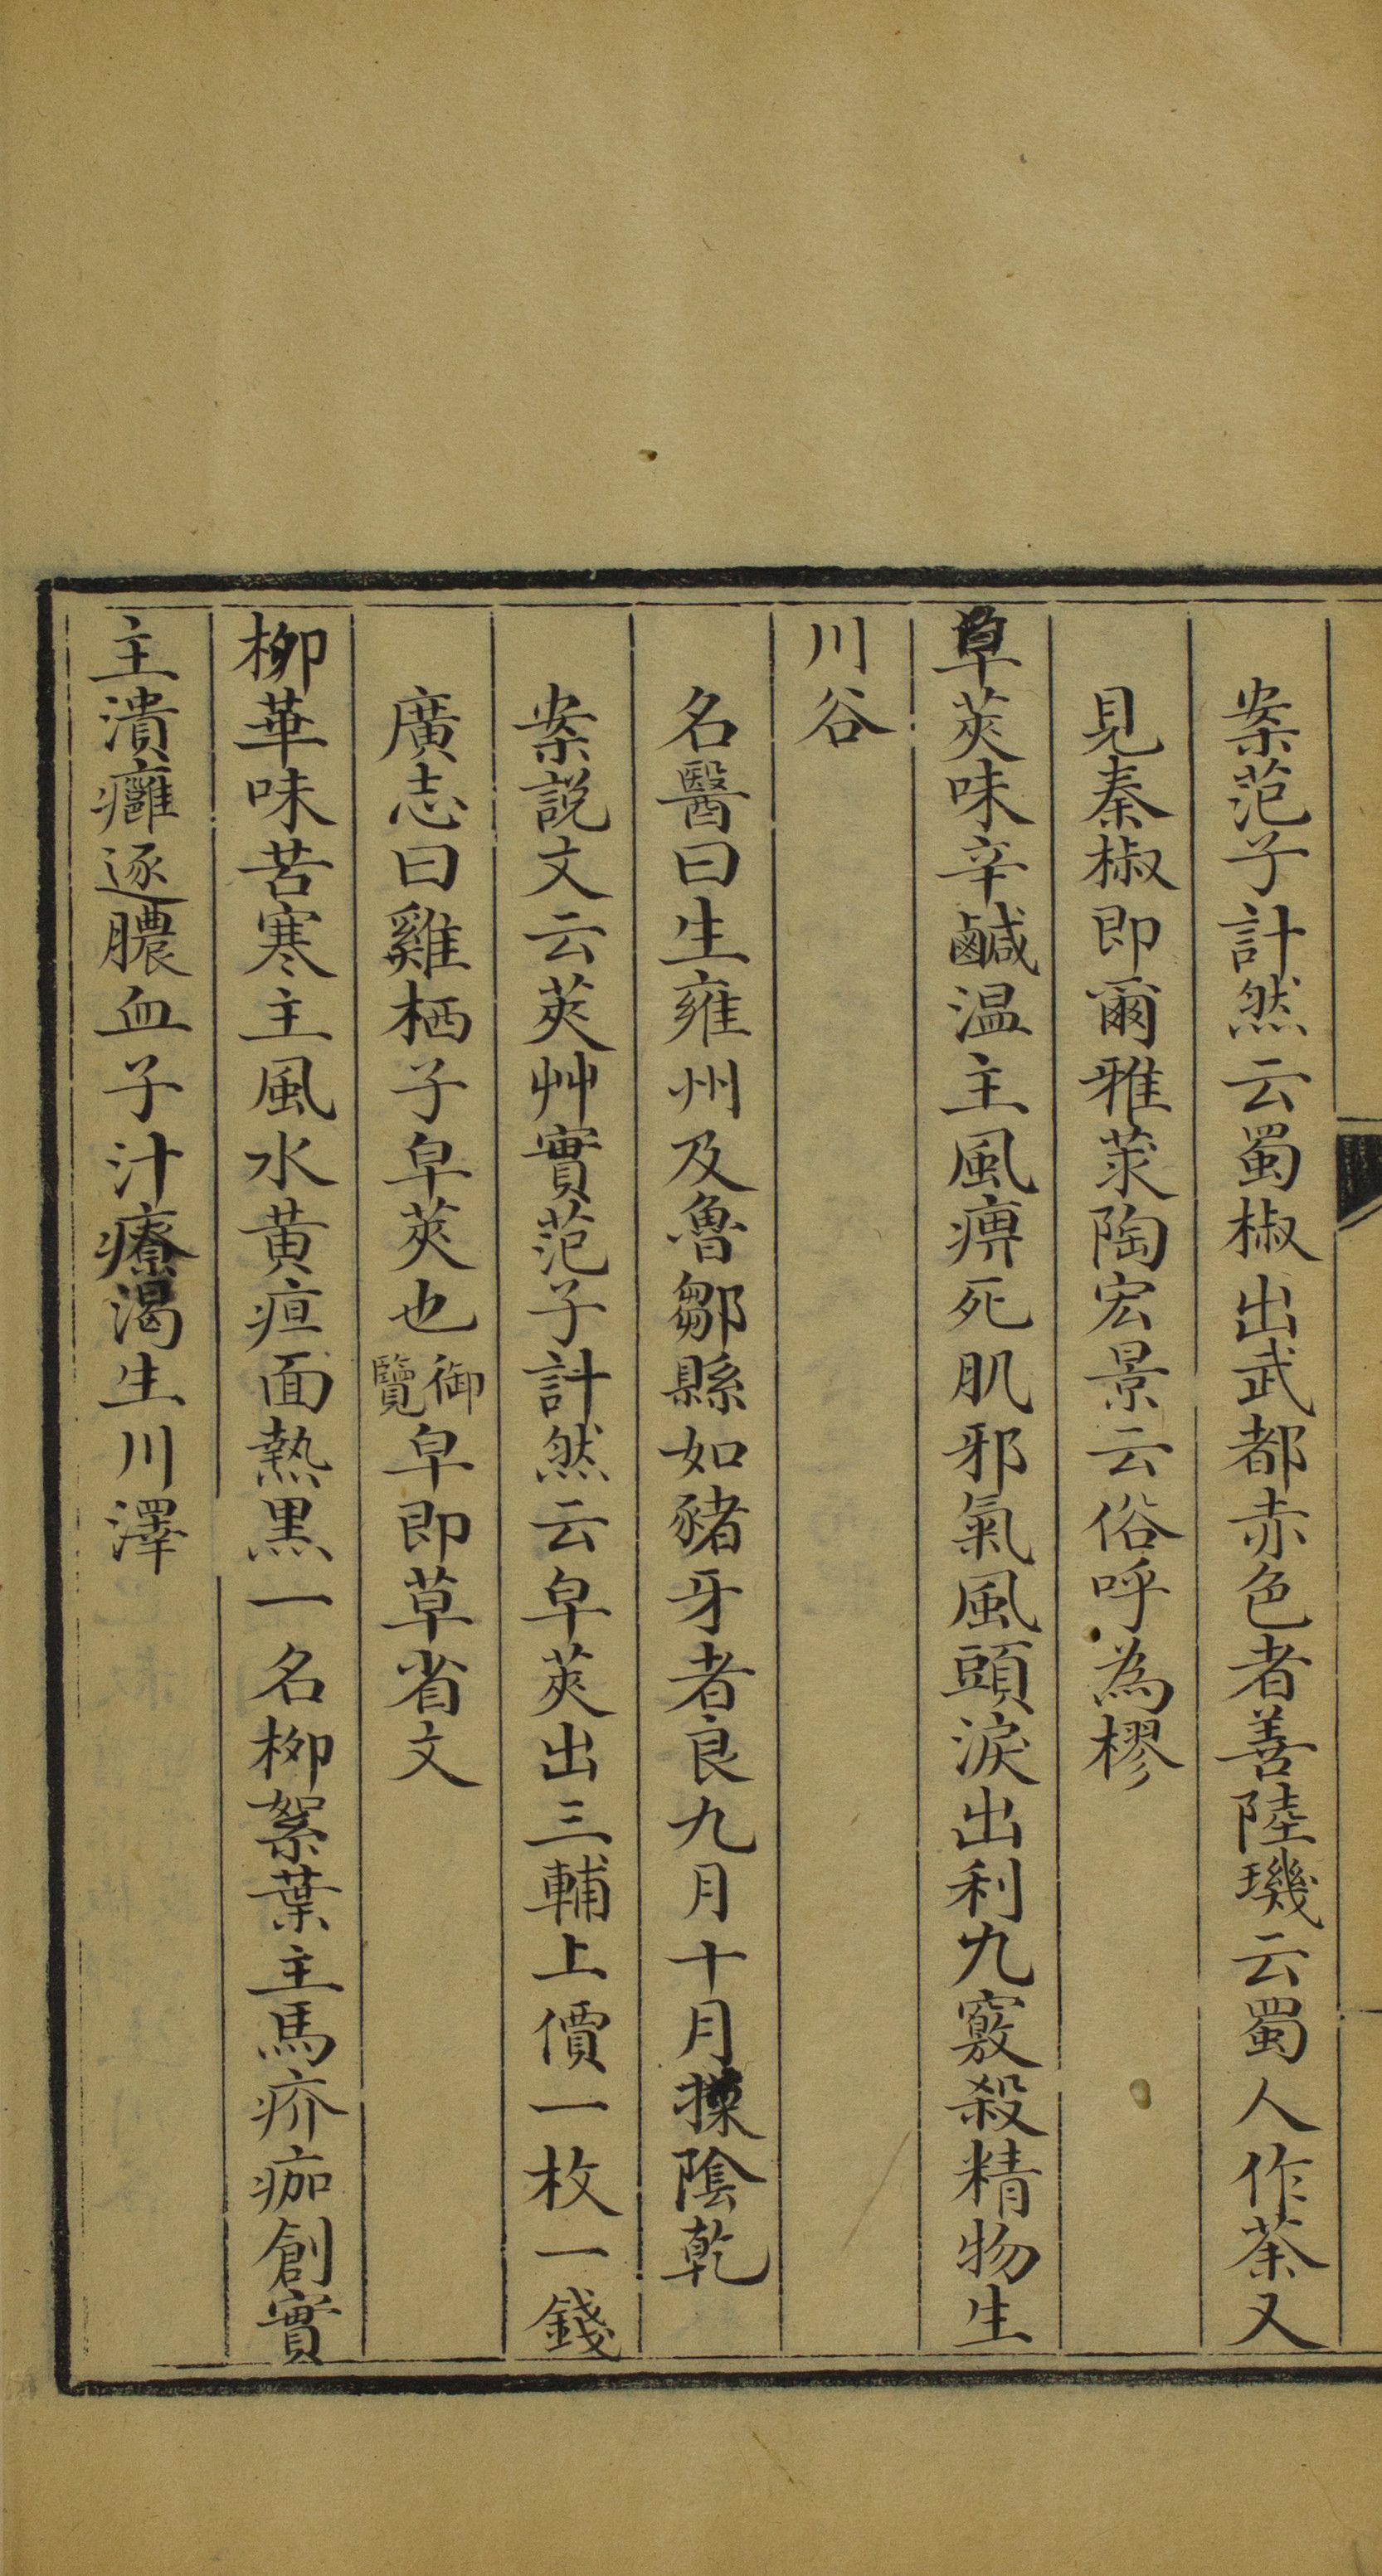 案范子計然云蜀椒出武都赤色者善陸璣云蜀人作茶又
見秦椒即爾雅莍陶宏景云俗呼為樛
皁莢味辛鹹温主風痹死肌邪氣風頭淚出利九竅殺精物生
川谷
名醫曰生雍州及魯鄒縣如豬牙者良九月十月採陰乾
案説文云莢艸實范子計然云皁莢出三輔上價一枚一錢
廣志曰雞栖子皁莢也御覽皁即草省文
柳華味苦寒主風水黃疸面熱黑一名柳絮葉主馬疥痂創實
主潰癰逐膿血子汁療渴生川澤